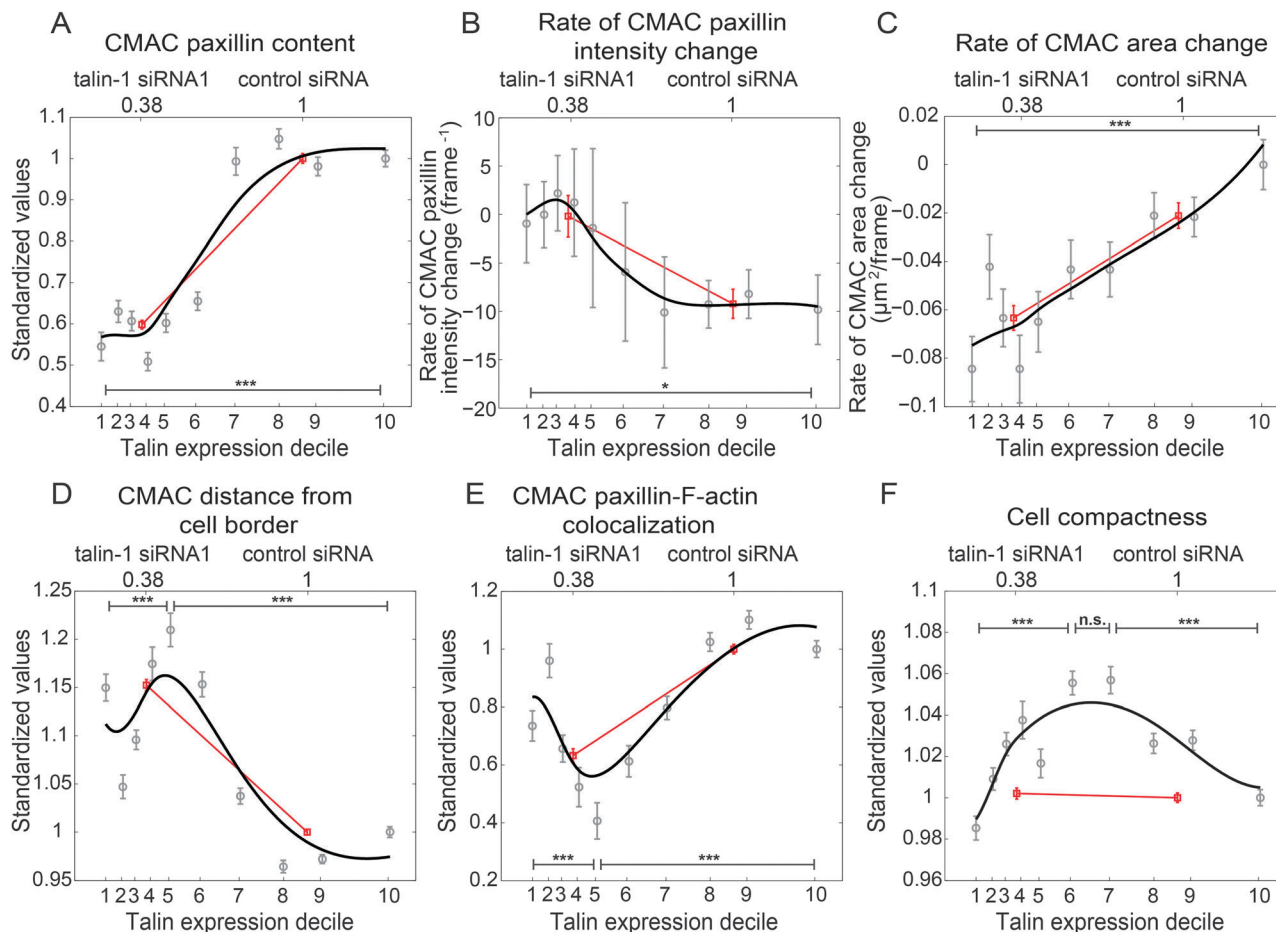 A
CMAC paxillin content
talin-1 siRNA1 control siRNA
0.38 1
1.1
1
0.9
0.8
0.7
0.6
0.5
0.4
Standardized values
***
1 2 3 4 5 6 7 8 9 10
Talin expression decile
B
Rate of CMAC paxillin
intensity change
talin-1 siRNA1 control siRNA
0.38 1
10
5
0
−5
−10
−15
−20
Rate of CMAC paxillin
intensity change (frame ⁻¹)
*
1 2 3 4 5 6 7 8 9 10
Talin expression decile
C
Rate of CMAC area change
talin-1 siRNA1 control siRNA
0.38 1
0.02
0
−0.02
−0.04
−0.06
−0.08
−0.1
Rate of CMAC area change
(µm²/frame)
***
1 2 3 4 5 6 7 8 9 10
Talin expression decile
D
CMAC distance from
cell border
talin-1 siRNA1 control siRNA
0.38 1
1.25
1.2
1.15
1.1
1.05
1
0.95
Standardized values
*** ***
1 2 3 4 5 6 7 8 9 10
Talin expression decile
E
CMAC paxillin-F-actin
colocalization
talin-1 siRNA1 control siRNA
0.38 1
1.2
1
0.8
0.6
0.4
0.2
Standardized values
*** ***
1 2 3 4 5 6 7 8 9 10
Talin expression decile
F
Cell compactness
talin-1 siRNA1 control siRNA
0.38 1
1.1
1.08
1.06
1.04
1.02
1
0.98
0.96
Standardized values
*** n.s. ***
1 2 3 4 5 6 7 8 9 10
Talin expression decile